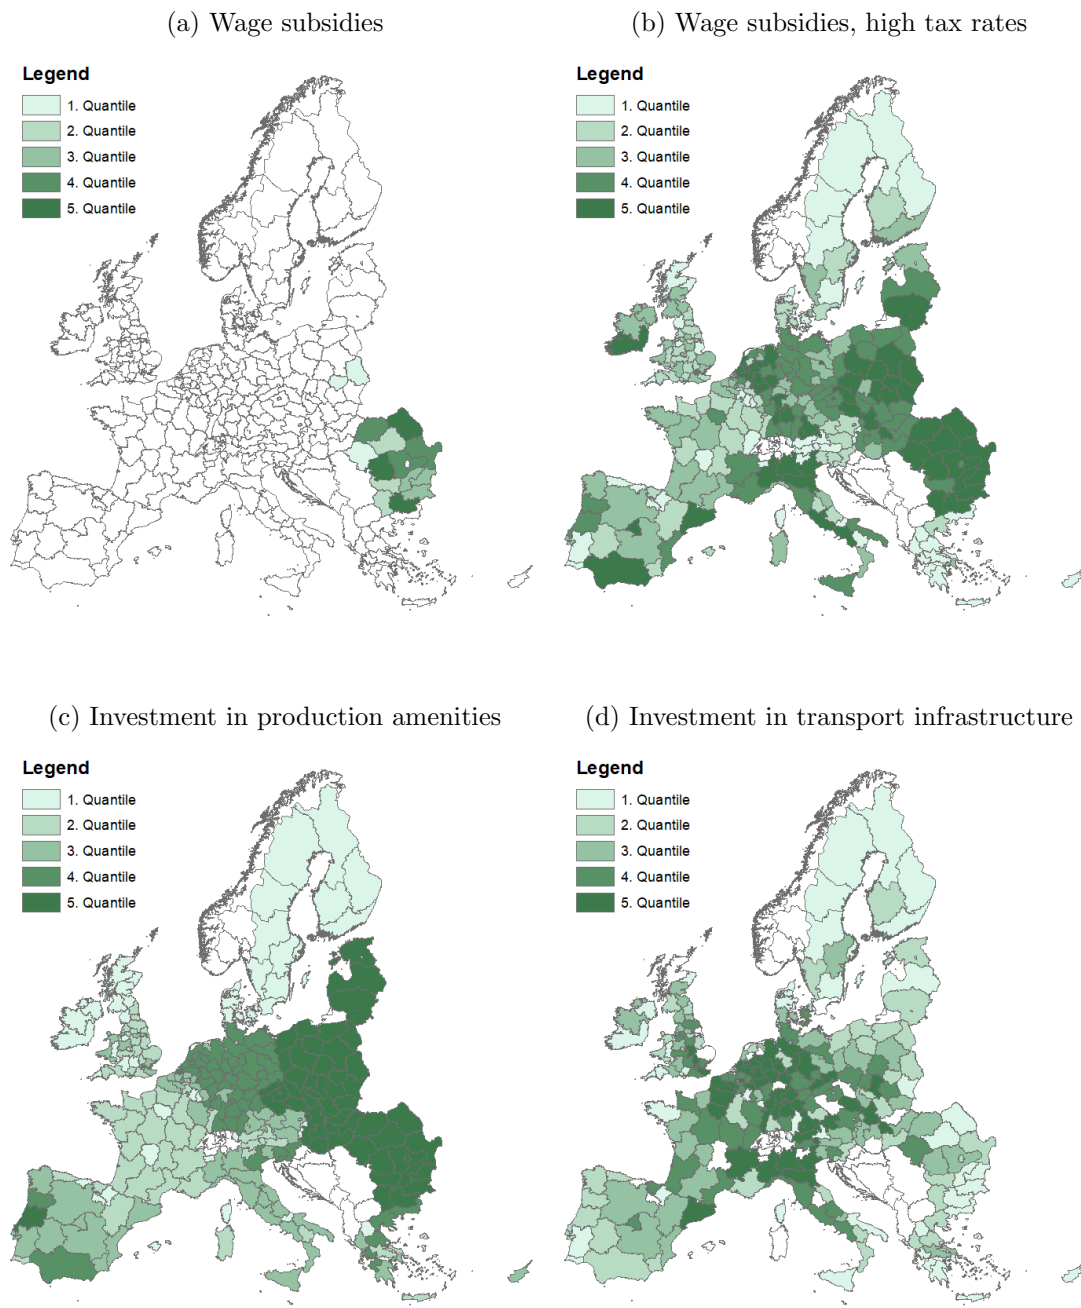 (a) Wage subsidies
Legend
1. Quantile
2. Quantile
3. Quantile
4. Quantile
5. Quantile
(b) Wage subsidies, high tax rates
Legend
1. Quantile
2. Quantile
3. Quantile
4. Quantile
5. Quantile
(c) Investment in production amenities
Legend
1. Quantile
2. Quantile
3. Quantile
4. Quantile
5. Quantile
(d) Investment in transport infrastructure
Legend
1. Quantile
2. Quantile
3. Quantile
4. Quantile
5. Quantile